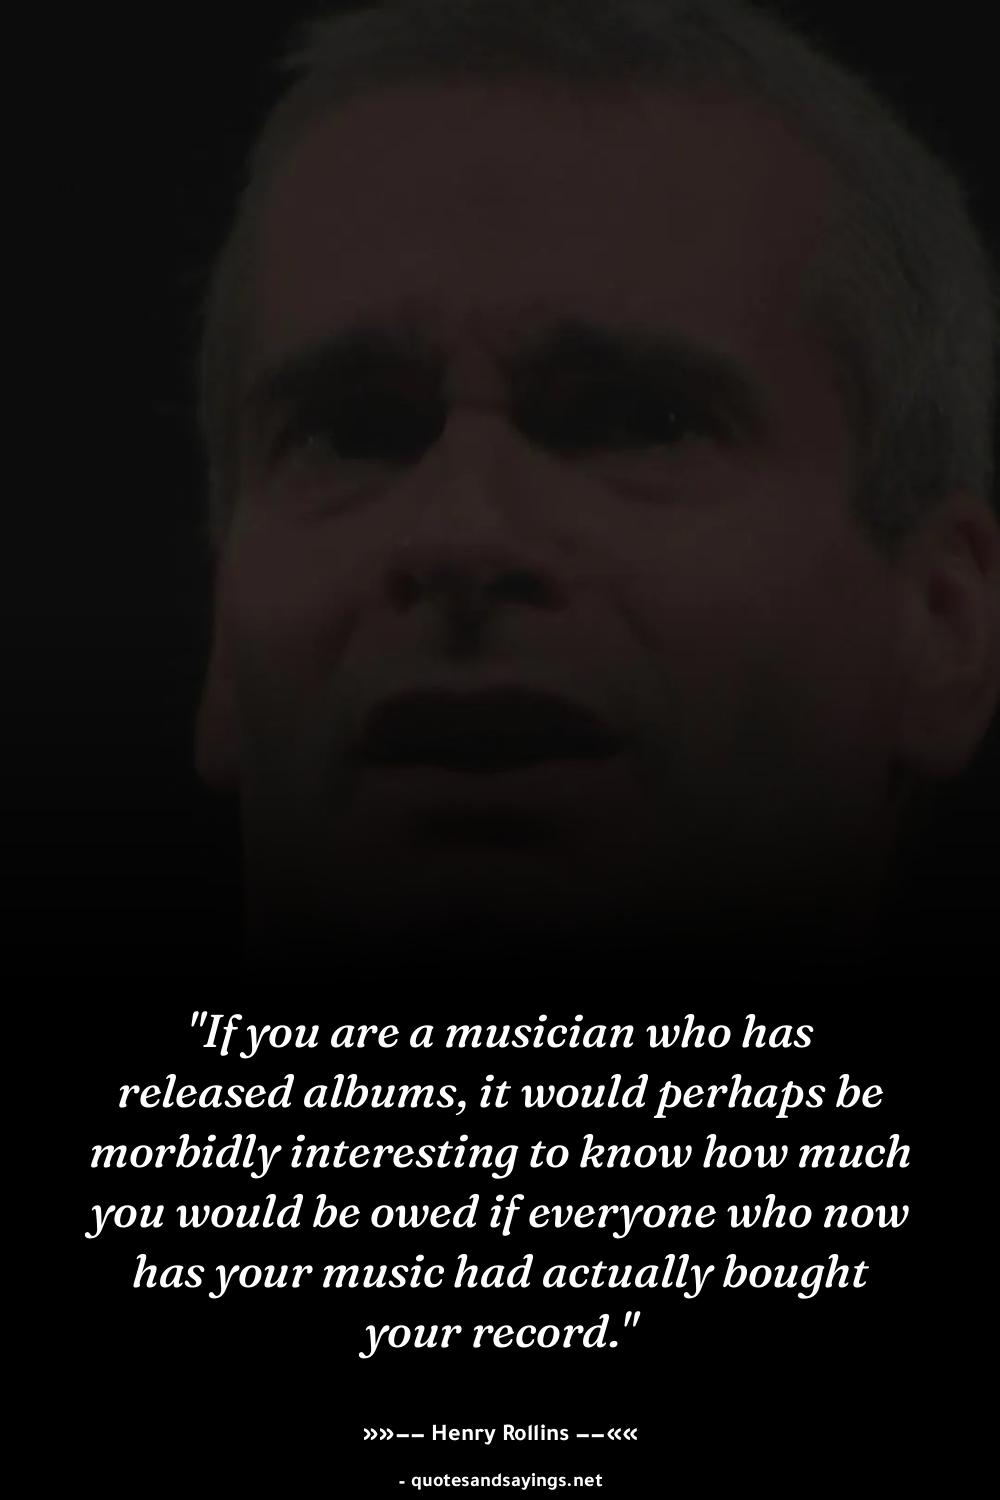 "If you are a musician who has
released albums, it would perhaps be
morbidly interesting to know how much
you would be owed if everyone who now
has your music had actually bought
your record."
»»–– Henry Rollins ––««
- quotesandsayings.net